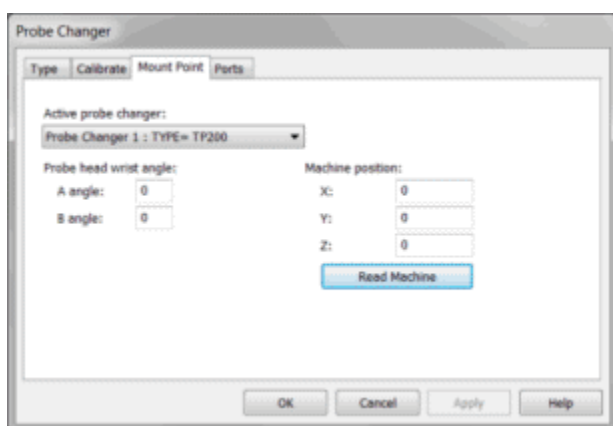 Probe Changer
Type Calibrate Mount Point Ports
Active probe changer:
Probe Changer 1 : TYPE= TP200
Probe head wrist angle: Machine position:
A angle: 0 X: 0
B angle: 0 Y: 0
Z: 0
Read Machine
OK Cancel Apply Help